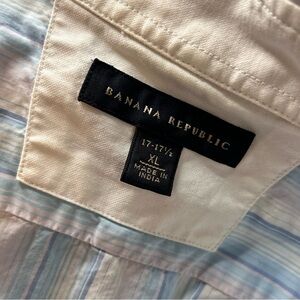 BANANA REPUBLIC
17-17½
XL
MADE IN
INDIA